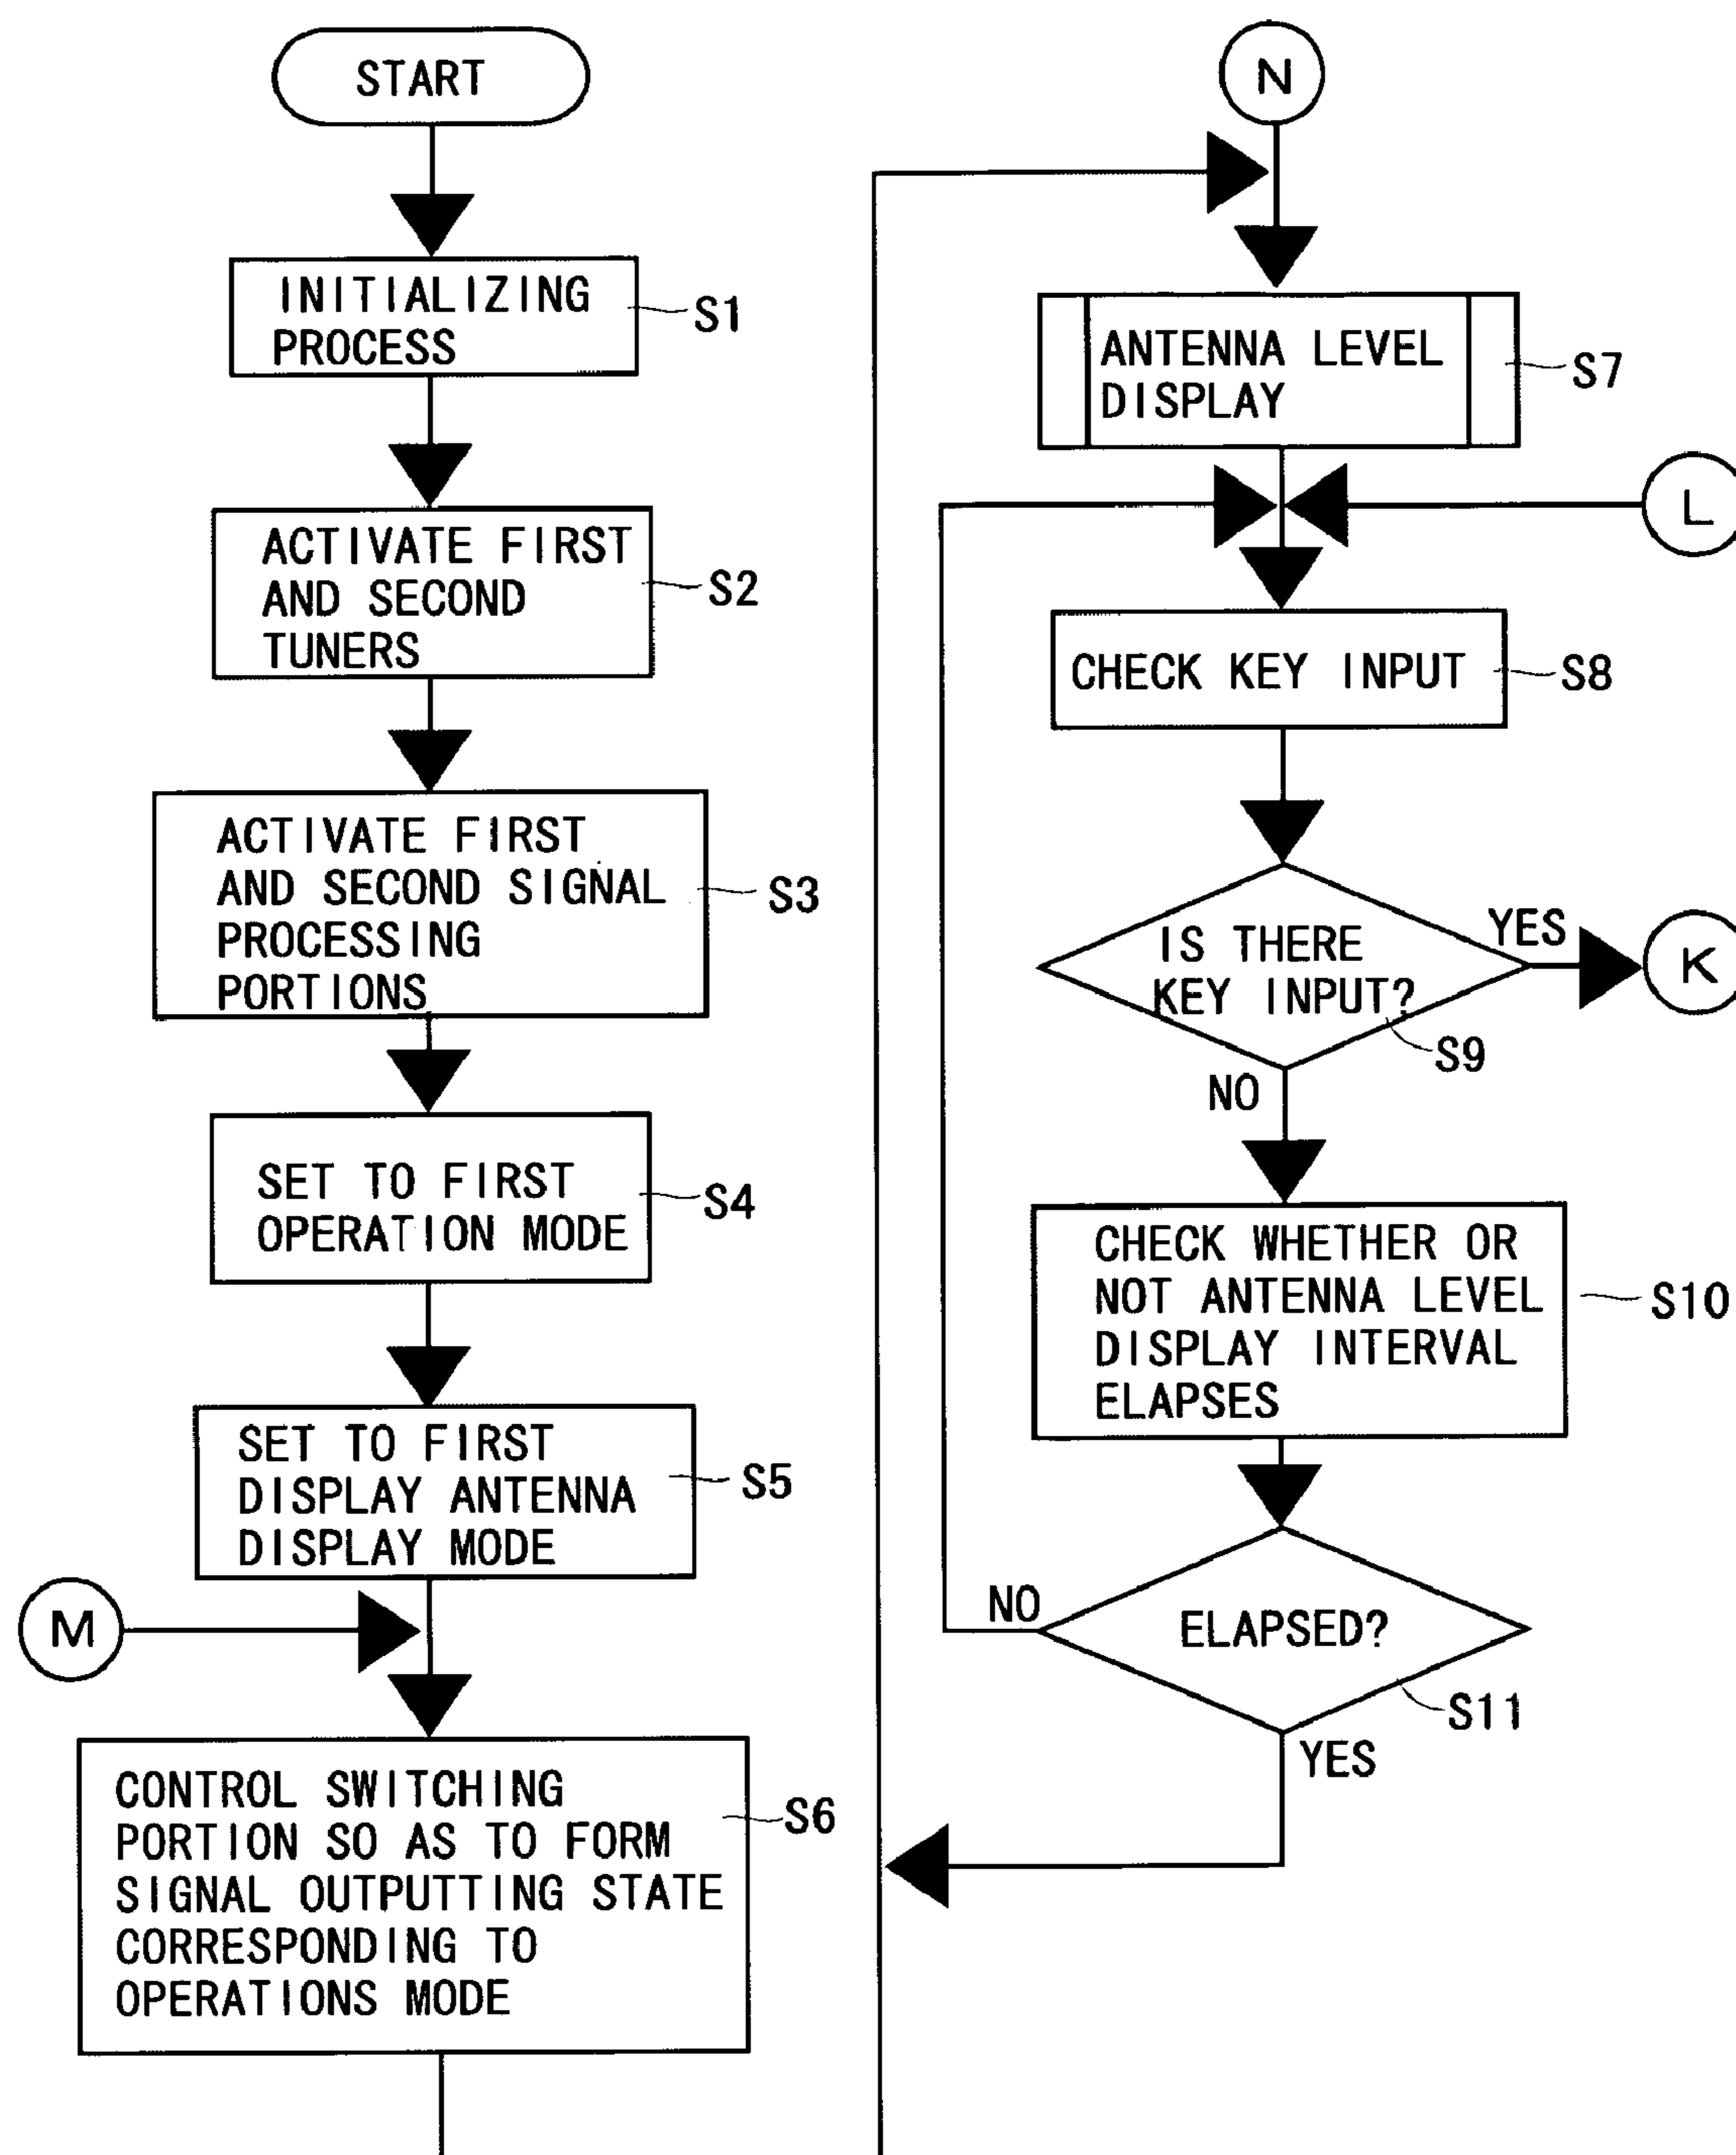 START
INITIALIZING
PROCESS
S1
ACTIVATE FIRST
AND SECOND
TUNERS
S2
ACTIVATE FIRST
AND SECOND SIGNAL
PROCESSING
PORTIONS
S3
SET TO FIRST
OPERATION MODE
S4
SET TO FIRST
DISPLAY ANTENNA
DISPLAY MODE
S5
M
CONTROL SWITCHING
PORTION SO AS TO FORM
SIGNAL OUTPUTTING STATE
CORRESPONDING TO
OPERATIONS MODE
S6
N
ANTENNA LEVEL
DISPLAY
S7
L
CHECK KEY INPUT
S8
IS THERE
KEY INPUT?
S9
YES
K
NO
CHECK WHETHER OR
NOT ANTENNA LEVEL
DISPLAY INTERVAL
ELAPSES
S10
NO
ELAPSED?
S11
YES